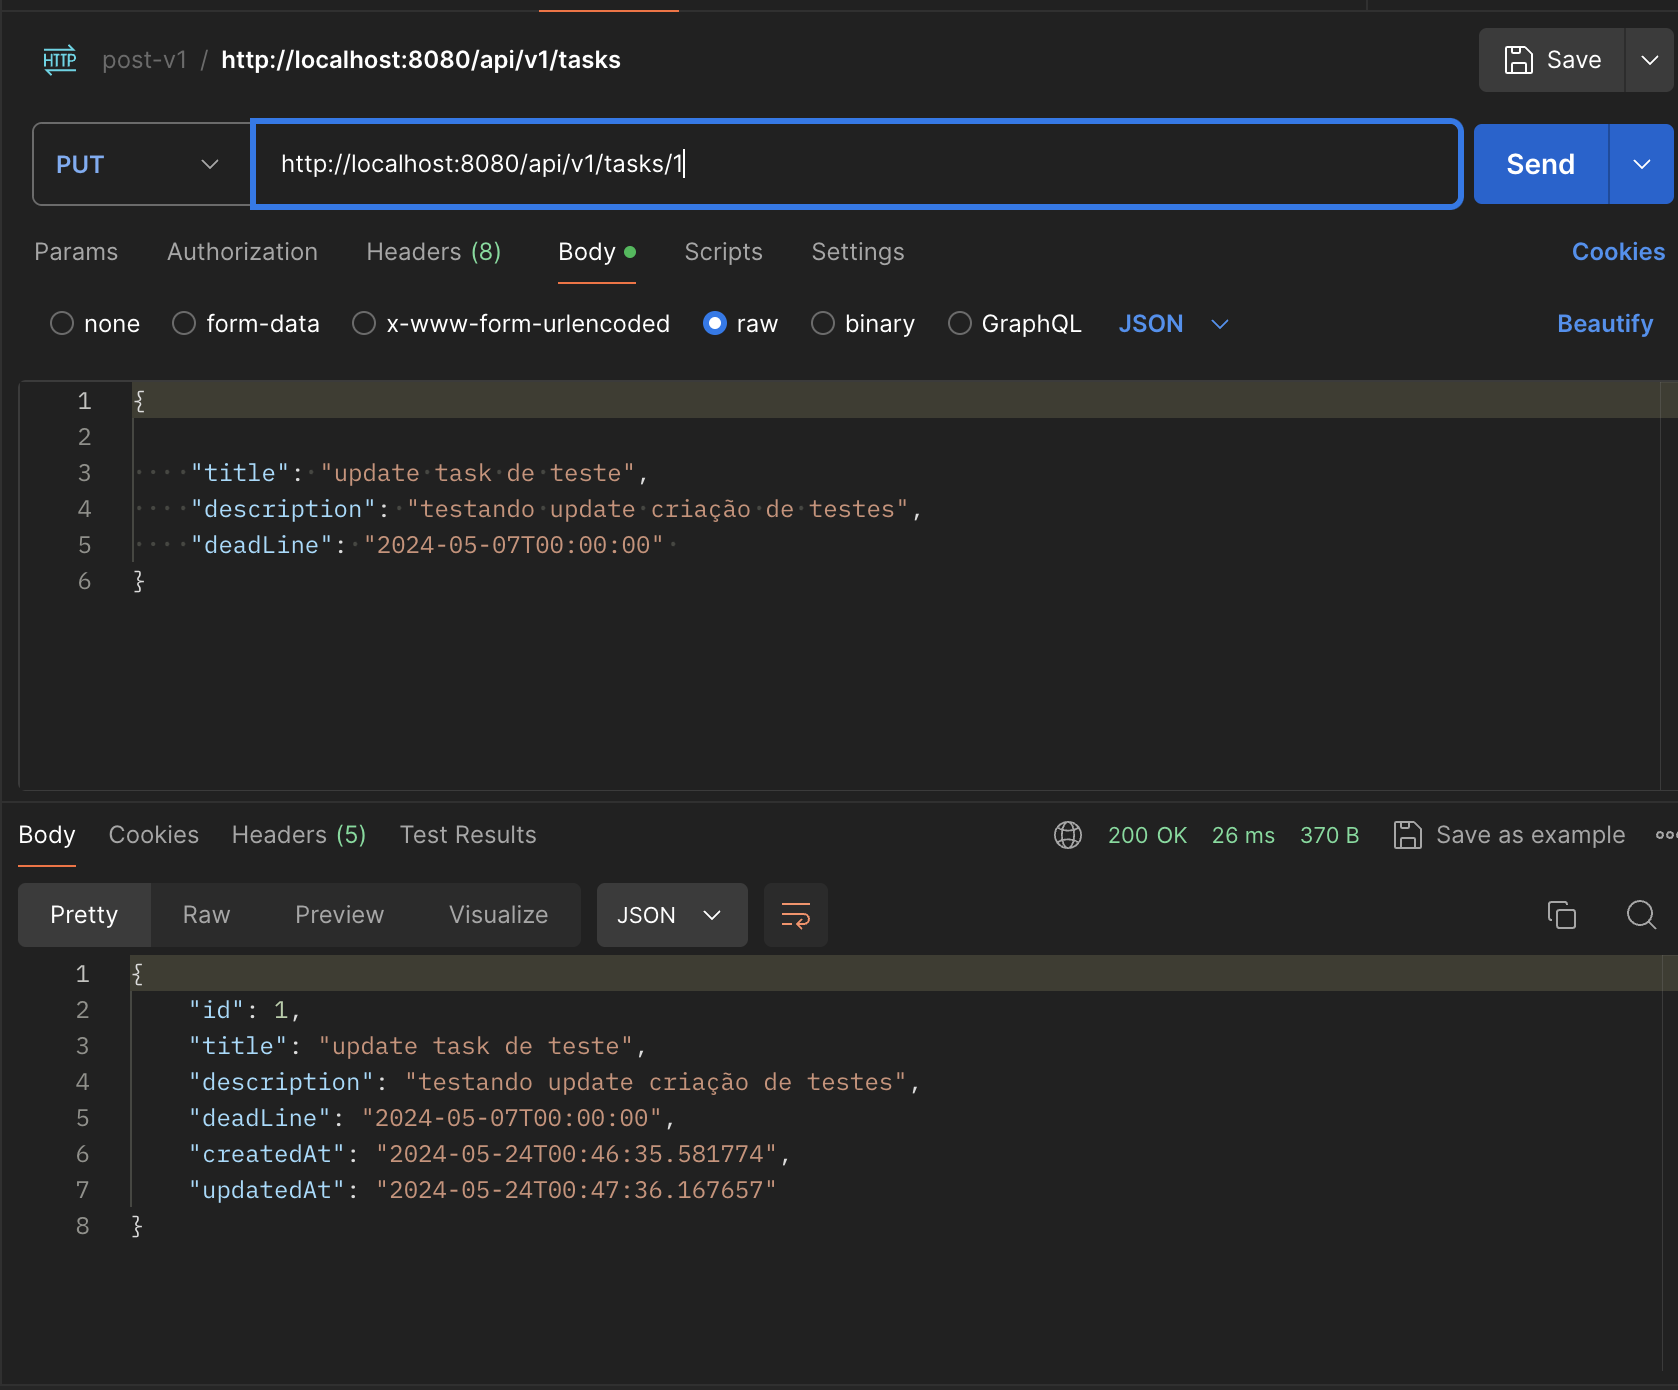 HTTP post-v1 / http://localhost:8080/api/v1/tasks Save
PUT http://localhost:8080/api/v1/tasks/1 Send
Params Authorization Headers (8) Body Scripts Settings Cookies
none form-data x-www-form-urlencoded raw binary GraphQL JSON Beautify
1 {
2
3 "title": "update task de teste",
4 "description": "testando update criação de testes",
5 "deadLine": "2024-05-07T00:00:00"
6 }
Body Cookies Headers (5) Test Results 200 OK 26 ms 370 B Save as example
Pretty Raw Preview Visualize JSON
1 {
2 "id": 1,
3 "title": "update task de teste",
4 "description": "testando update criação de testes",
5 "deadLine": "2024-05-07T00:00:00",
6 "createdAt": "2024-05-24T00:46:35.581774",
7 "updatedAt": "2024-05-24T00:47:36.167657"
8 }